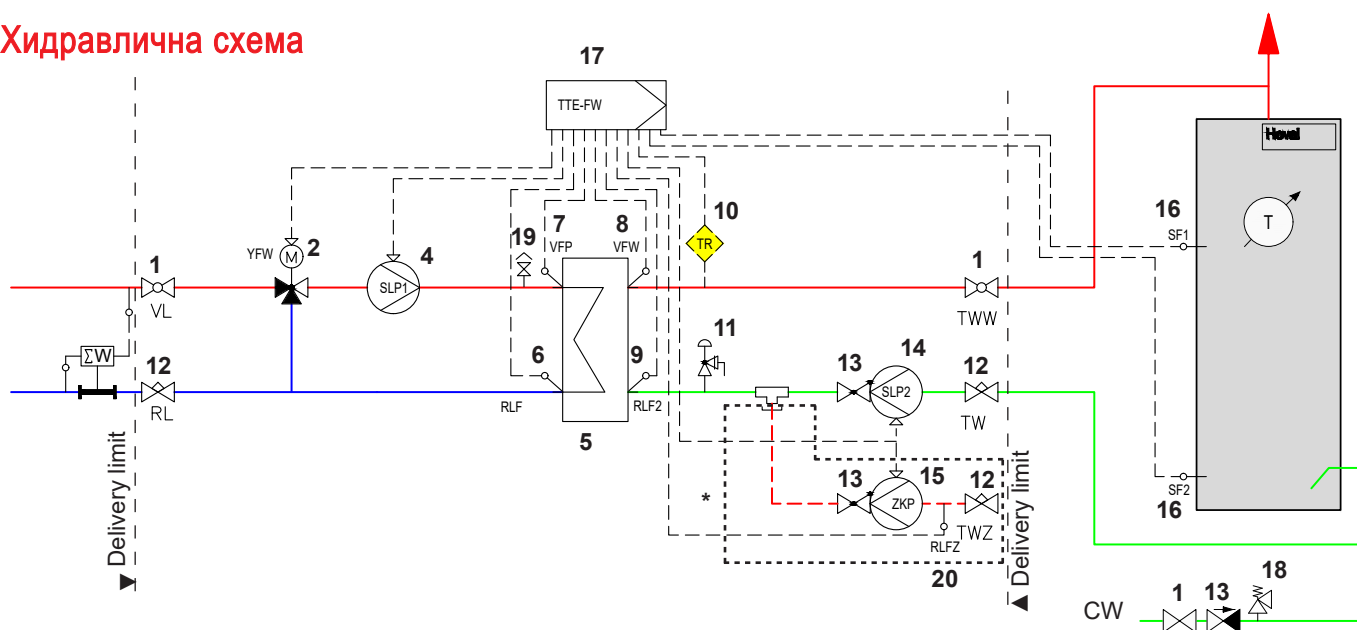 Хидравлична схема
17
TTE-FW
Hoval
16
SF1
T
10
TR
7
8
VFP
VFW
19
YFW
2
M
4
1
SLP1
1
VL
TWW
11
ΣW
12
RL
6
9
RLF
RLF2
5
13
14
SLP2
12
TW
13
15
ZKP
12
TWZ
RLFZ
*
20
SF2
16
Delivery limit
Delivery limit
CW
1
13
18